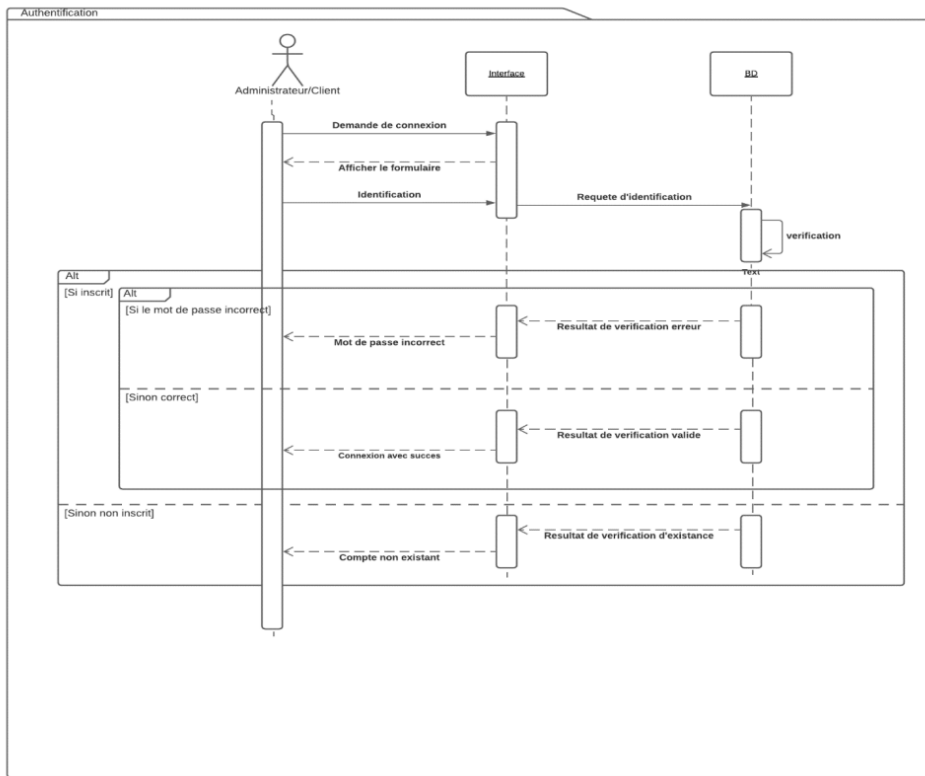 Authentification
Interface
BD
Administrateur/Client
Demande de connexion
Afficher le formulaire
Identification
Requete d'identification
verification
Text
Alt
[Si inscrit]
Alt
[Si le mot de passe incorrect]
Resultat de verification erreur
Mot de passe incorrect
[Sinon correct]
Resultat de verification valide
Connexion avec succes
[Sinon non inscrit]
Resultat de verification d'existance
Compte non existant